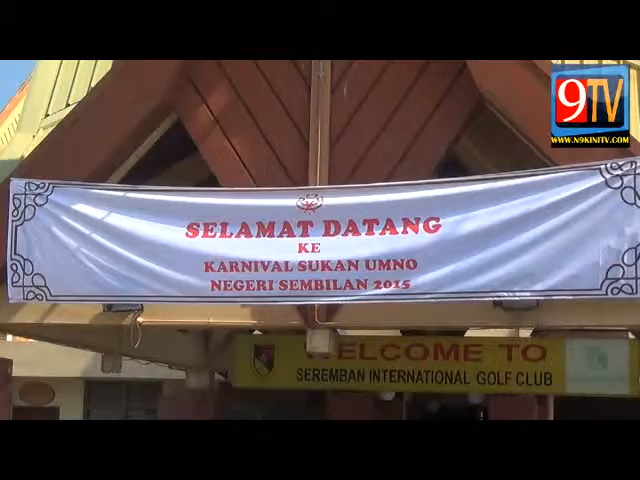 9TV
WWW.N9KINITV.COM
SELAMAT DATANG
KE
KARNIVAL SUKAN UMNO
NEGERI SEMBILAN 2015
WELCOME TO
SEREMBAN INTERNATIONAL GOLF CLUB